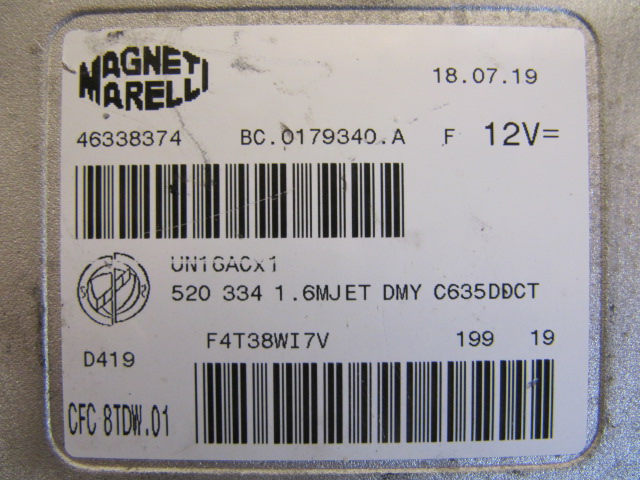 MAGNETI
MARELLI
18.07.19
46338374 BC.0179340.A F 12V=
UN1GACX1
520 334 1.6MJET DMY C635DDCT
F4T38WI7V 199 19
D419
CFC 8TDW.01